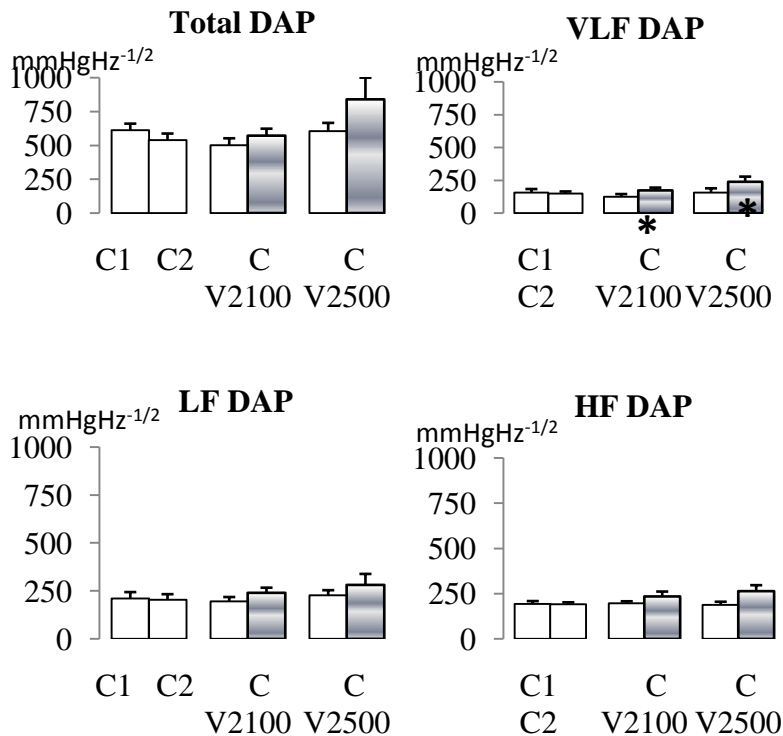 Total DAP
mmHgHz-1/2
1000
750
500
250
0
C1 C2 C C
V2100 V2500
VLF DAP
mmHgHz-1/2
1000
750
500
250
0
*
*
C1 C C
C2 V2100 V2500
LF DAP
mmHgHz-1/2
1000
750
500
250
0
C1 C2 C C
V2100 V2500
HF DAP
mmHgHz-1/2
1000
750
500
250
0
C1 C C
C2 V2100 V2500